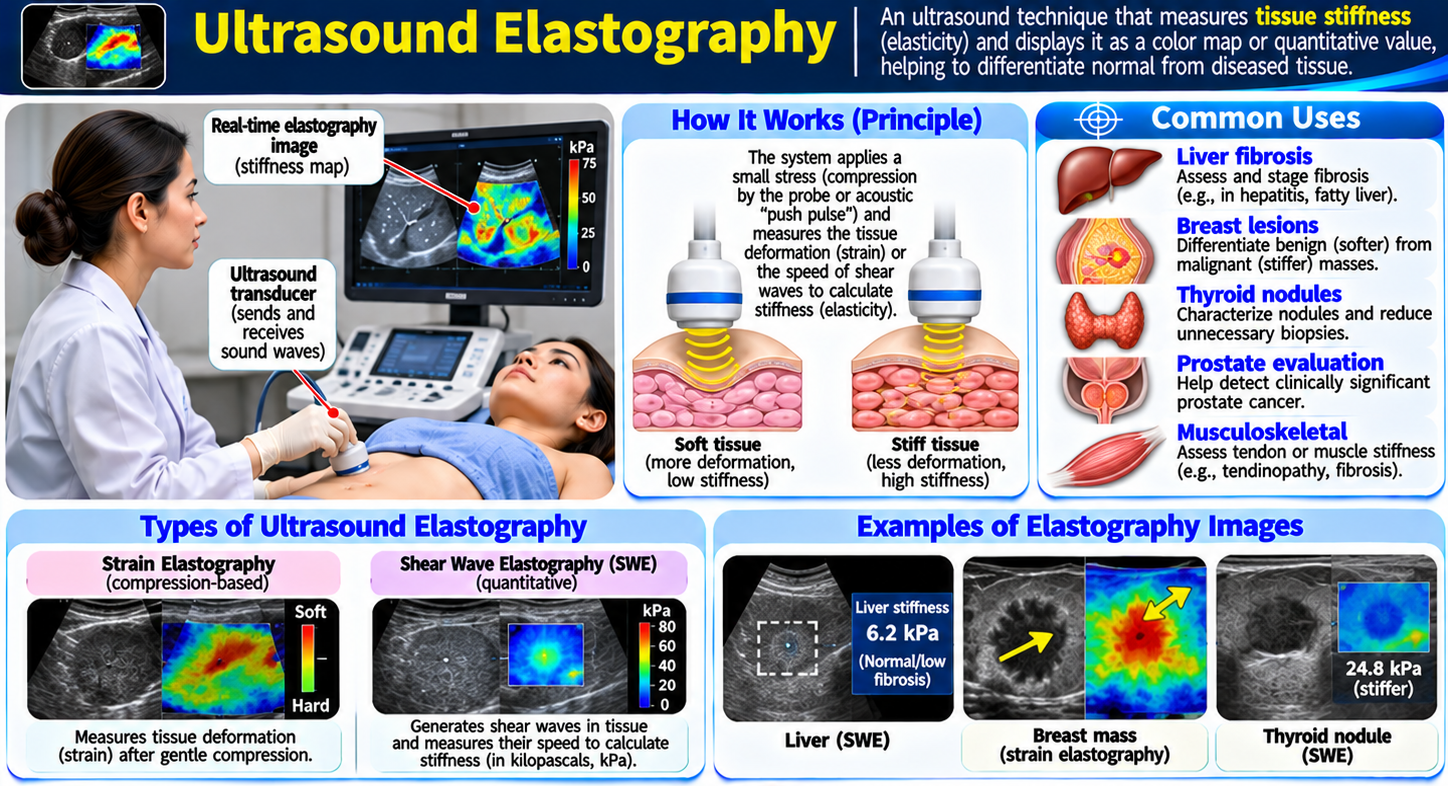 Ultrasound Elastography
An ultrasound technique that measures tissue stiffness
(elasticity) and displays it as a color map or quantitative value,
helping to differentiate normal from diseased tissue.
Real-time elastography
image
(stiffness map)
kPa
75
50
25
0
Ultrasound
transducer
(sends and
receives
sound waves)
How It Works (Principle)
The system applies a
small stress (compression
by the probe or acoustic
“push pulse”) and
measures the tissue
deformation (strain) or
the speed of shear
waves to calculate
stiffness (elasticity).
Soft tissue
(more deformation,
low stiffness)
Stiff tissue
(less deformation,
high stiffness)
Common Uses
Liver fibrosis
Assess and stage fibrosis
(e.g., in hepatitis, fatty liver).
Breast lesions
Differentiate benign (softer) from
malignant (stiffer) masses.
Thyroid nodules
Characterize nodules and reduce
unnecessary biopsies.
Prostate evaluation
Help detect clinically significant
prostate cancer.
Musculoskeletal
Assess tendon or muscle stiffness
(e.g., tendinopathy, fibrosis).
Types of Ultrasound Elastography
Strain Elastography
(compression-based)
Soft
Hard
Measures tissue deformation
(strain) after gentle compression.
Shear Wave Elastography (SWE)
(quantitative)
kPa
80
60
40
20
0
Generates shear waves in tissue
and measures their speed to calculate
stiffness (in kilopascals, kPa).
Examples of Elastography Images
Liver stiffness
6.2 kPa
(Normal/low
fibrosis)
Liver (SWE)
Breast mass
(strain elastography)
24.8 kPa
(stiffer)
Thyroid nodule
(SWE)